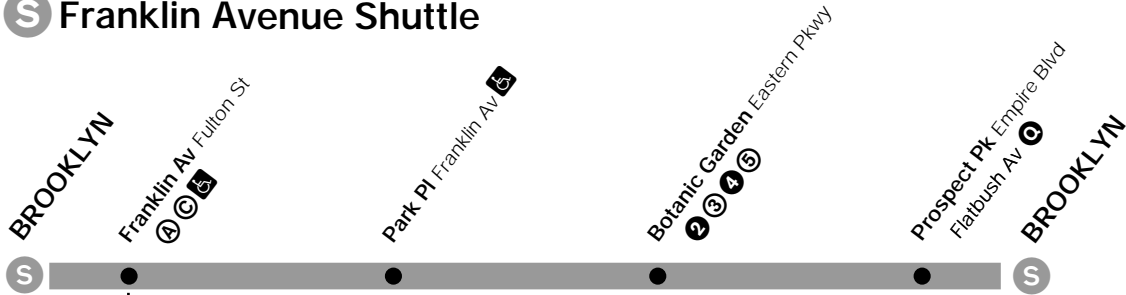 S Franklin Avenue Shuttle
BROOKLYN
Franklin Av Fulton St
A C
Park Pl Franklin Av
Botanic Garden Eastern Pkwy
2 3 4 5
Prospect Pk Empire Blvd
Flatbush Av Q
BROOKLYN
S
S